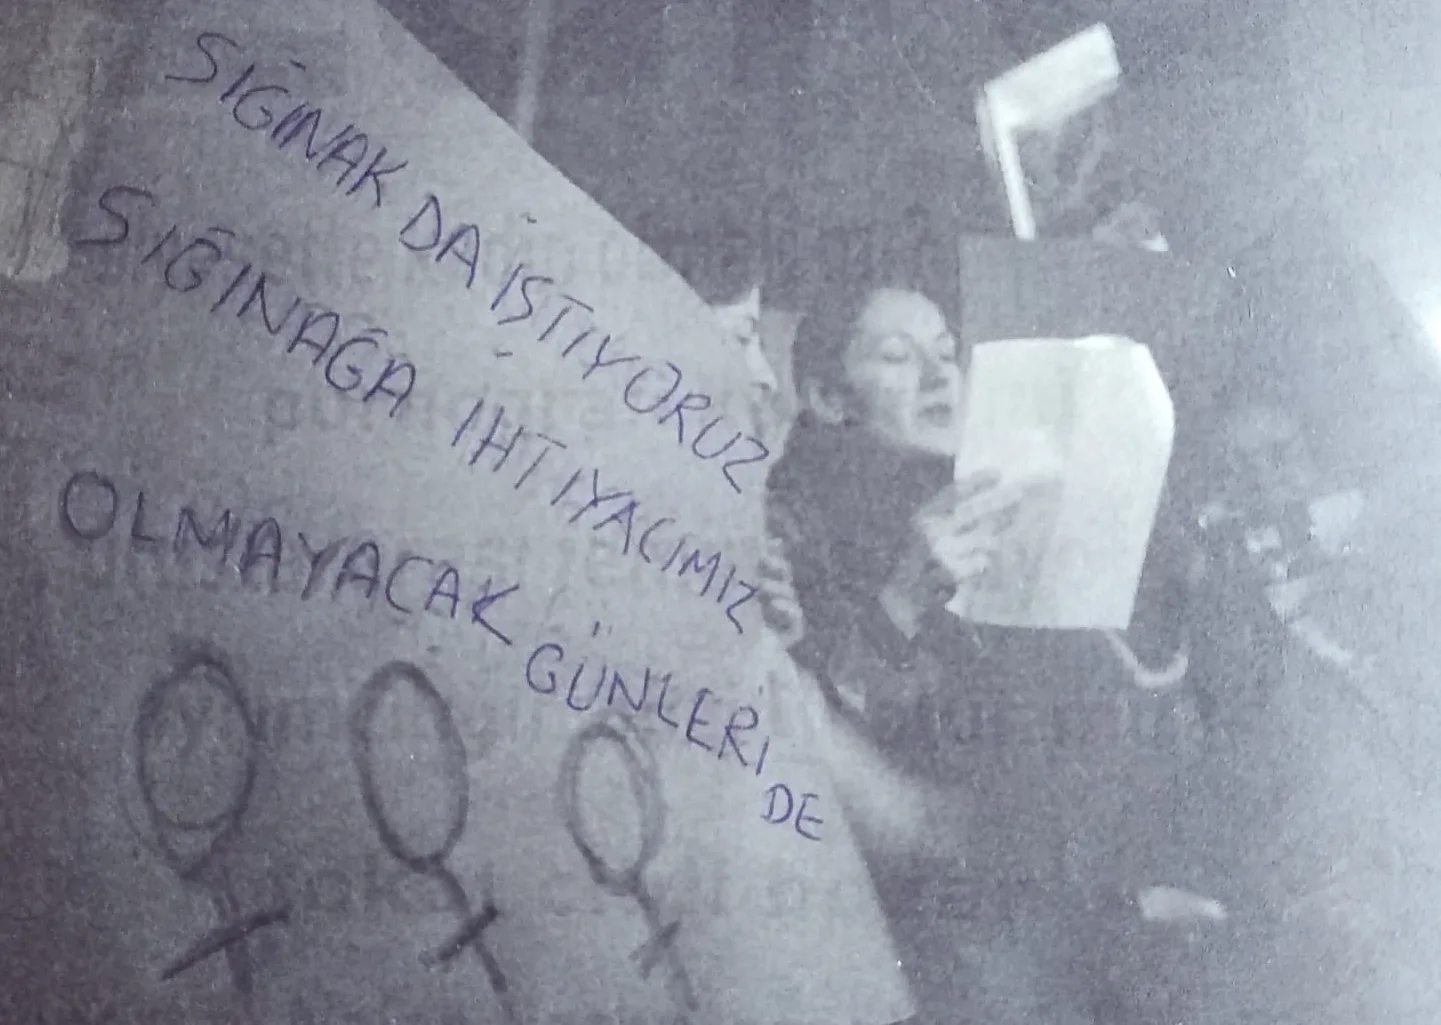 SIĞINAK DA İSTİYORUZ
SIĞINAĞA İHTİYACIMIZ
OLMAYACAK GÜNLERİ DE